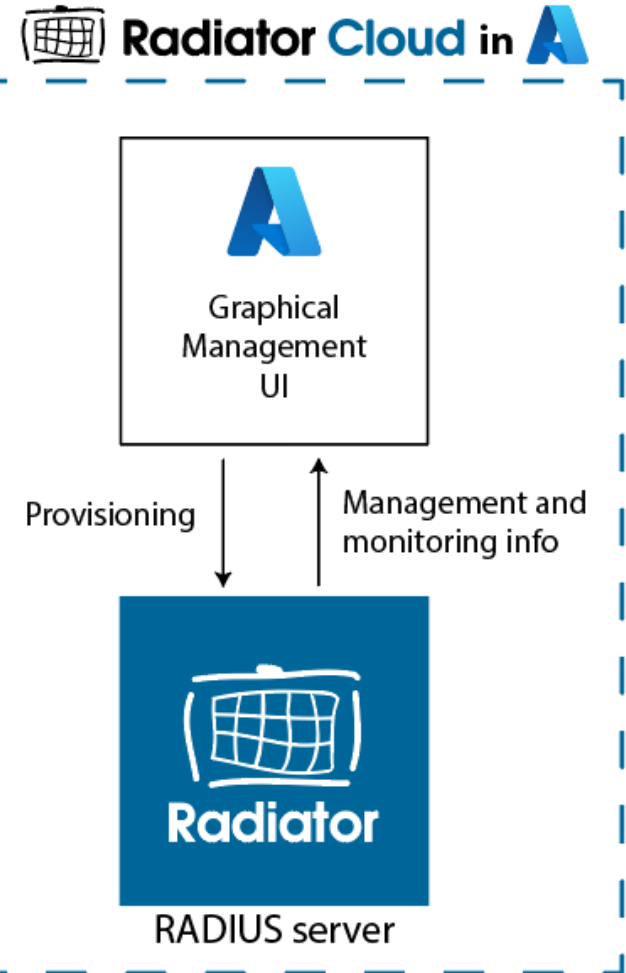 Radiator Cloud in
Graphical
Management
UI
Provisioning
Management and
monitoring info
Radiator
RADIUS server